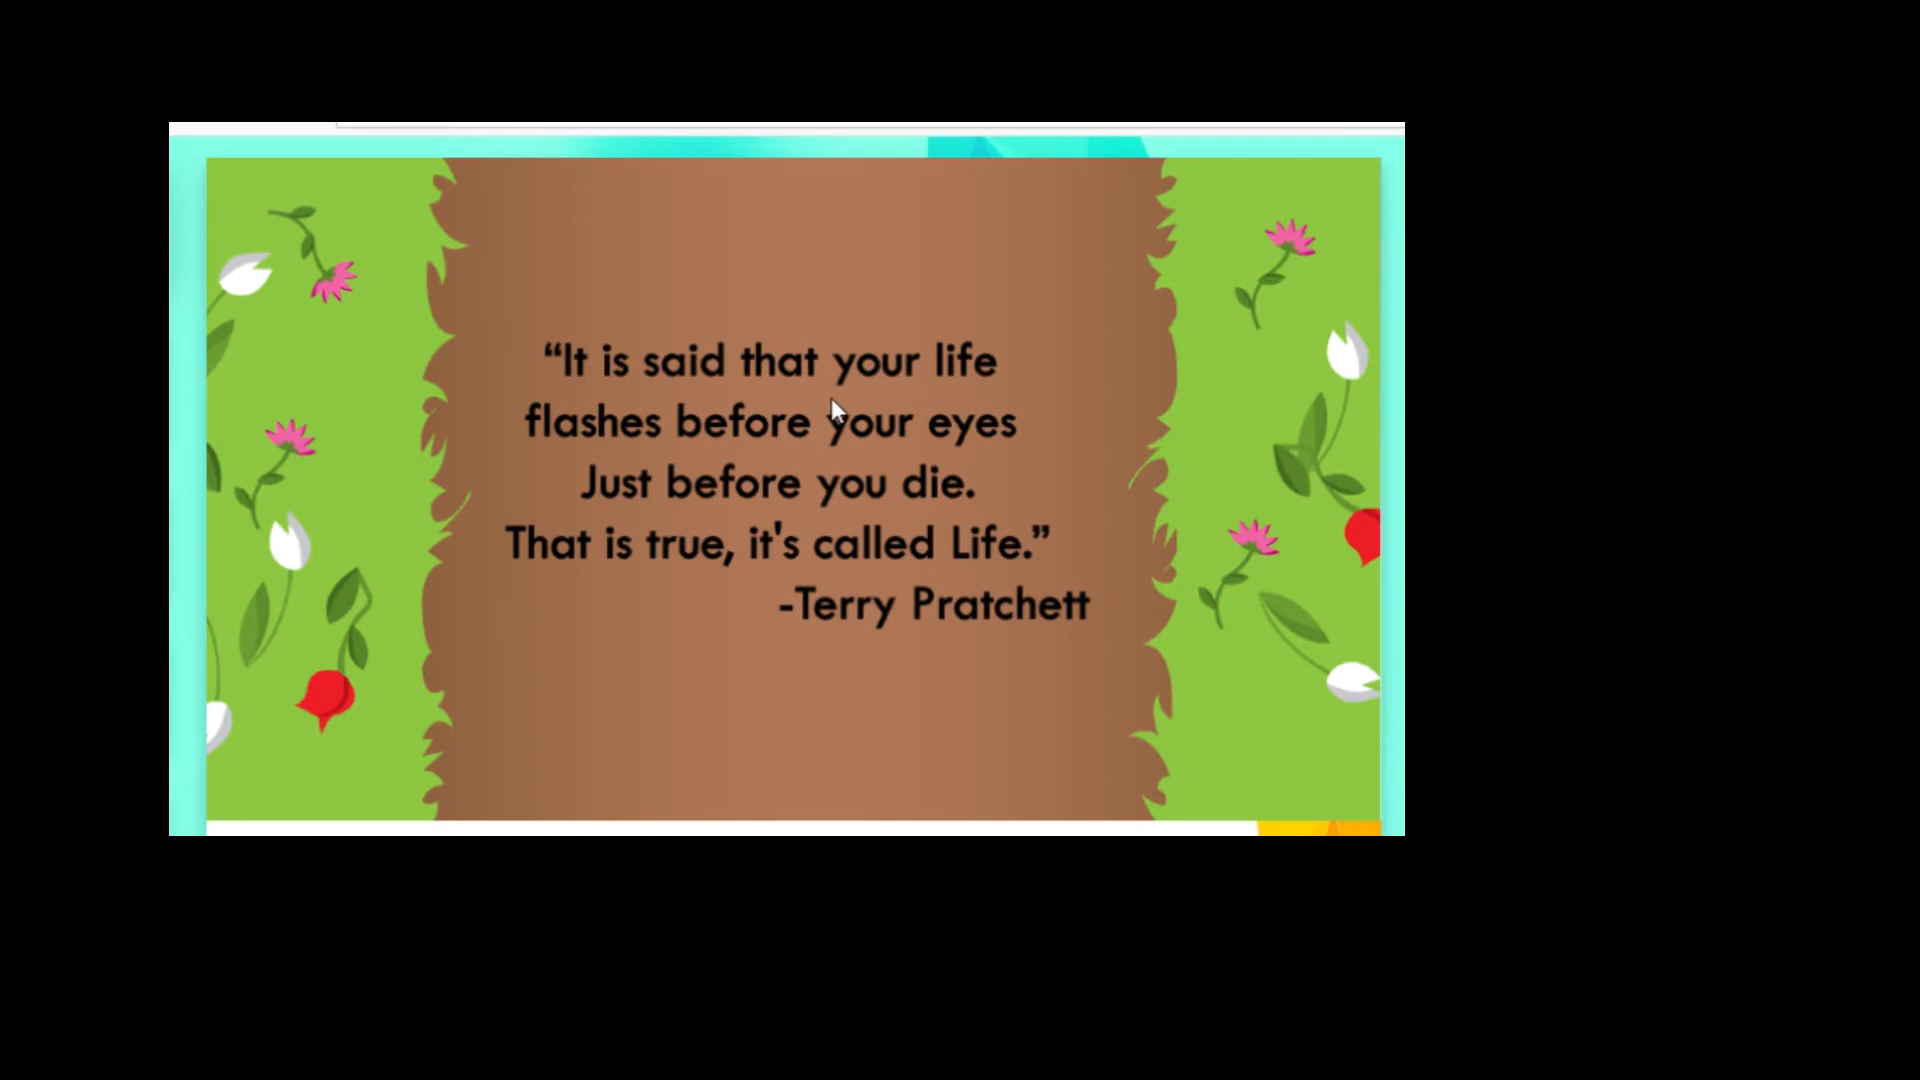 “It is said that your life
flashes before your eyes
Just before you die.
That is true, it's called Life.”
-Terry Pratchett